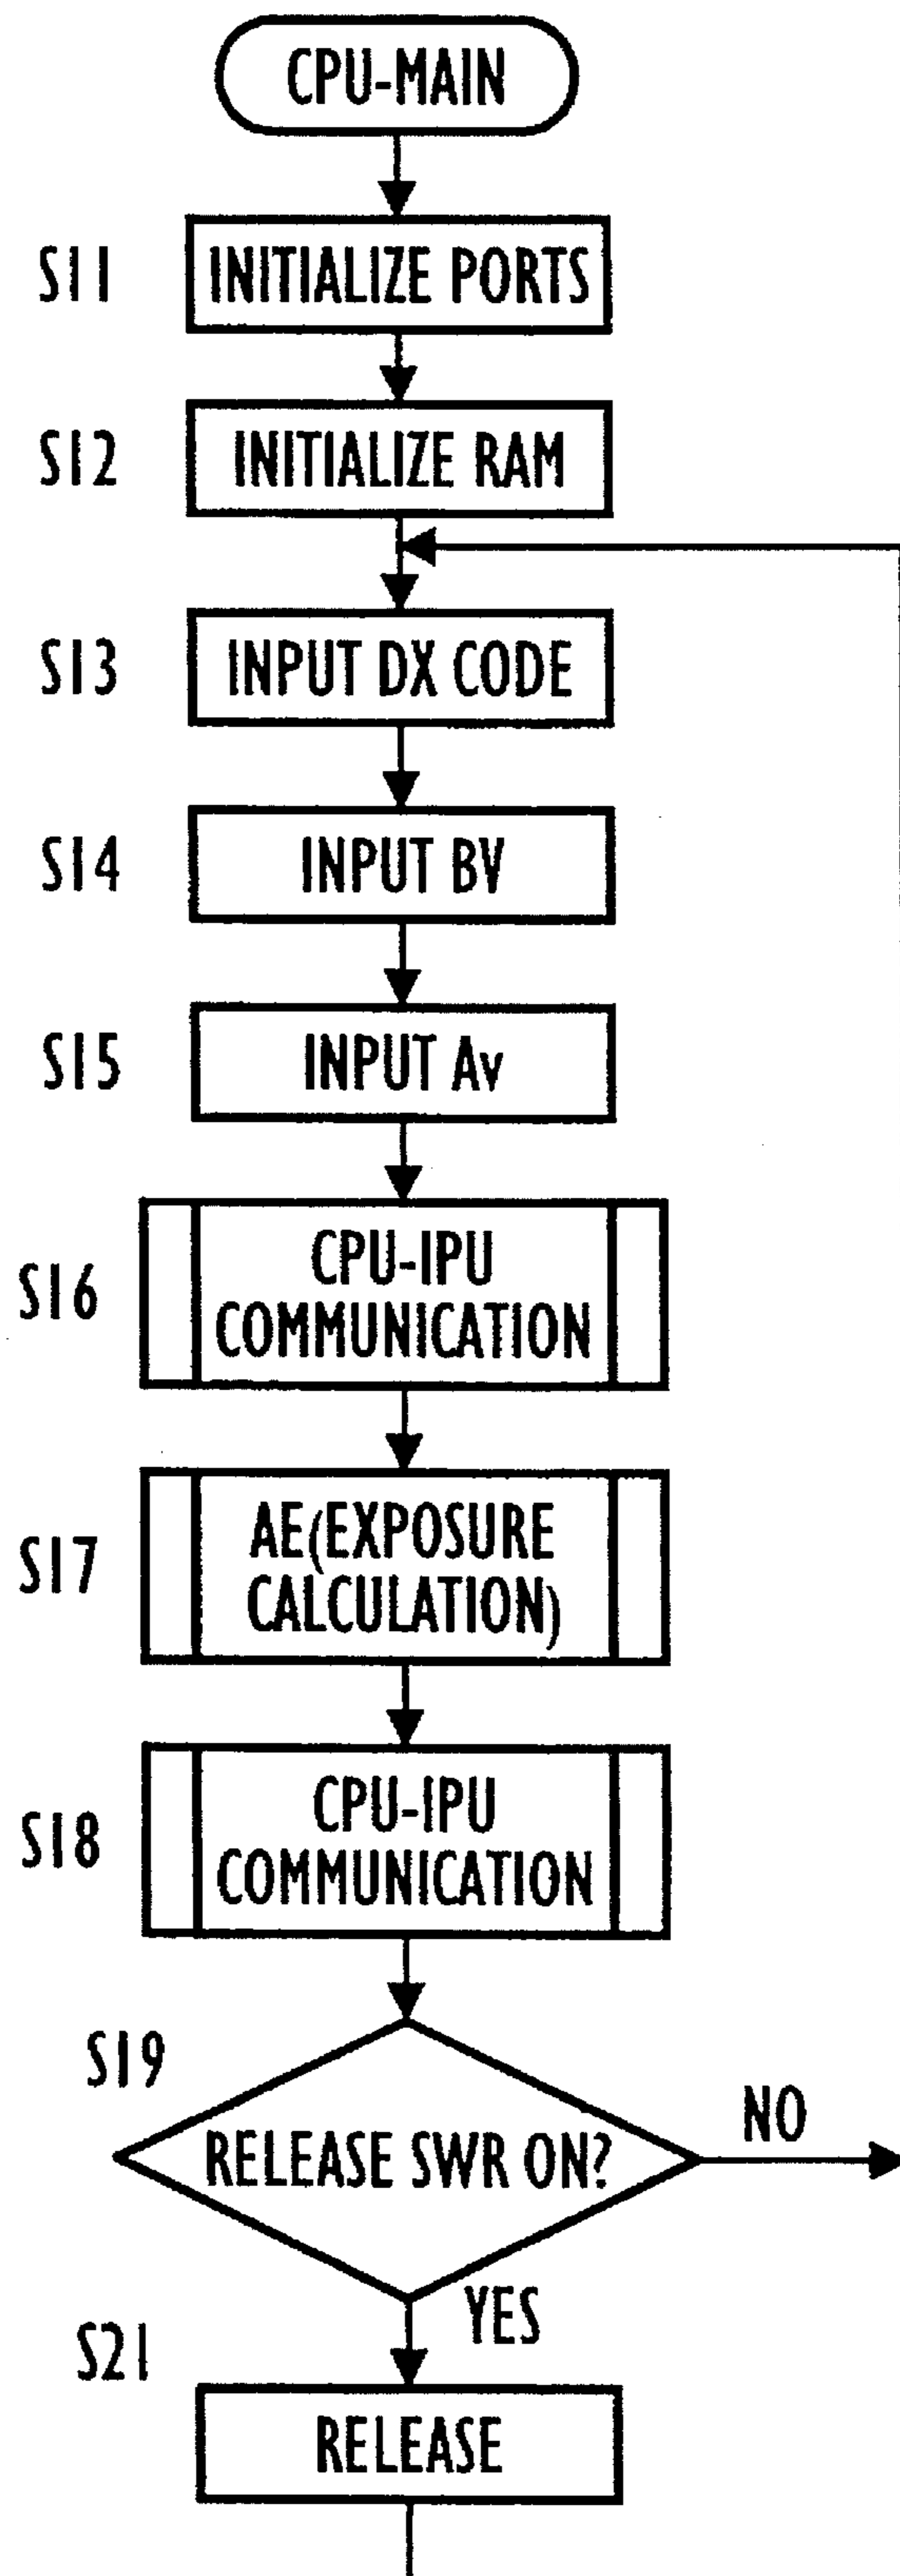 CPU-MAIN
S11
INITIALIZE PORTS
S12
INITIALIZE RAM
S13
INPUT DX CODE
S14
INPUT BV
S15
INPUT Av
S16
CPU-IPU
COMMUNICATION
S17
AE(EXPOSURE
CALCULATION)
S18
CPU-IPU
COMMUNICATION
S19
RELEASE SWR ON?
NO
YES
S21
RELEASE